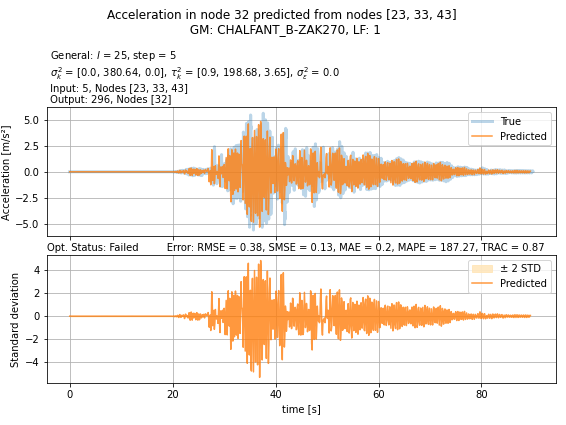 Acceleration in node 32 predicted from nodes [23, 33, 43]
GM: CHALFANT_B-ZAK270, LF: 1
General: l = 25, step = 5
σ²ₖ = [0.0, 380.64, 0.0], τ²ₖ = [0.9, 198.68, 3.65], σ²ε = 0.0
Input: 5, Nodes [23, 33, 43]
Output: 296, Nodes [32]
Acceleration [m/s²]
5.0
2.5
0.0
−2.5
−5.0
True
Predicted
Opt. Status: Failed Error: RMSE = 0.38, SMSE = 0.13, MAE = 0.2, MAPE = 187.27, TRAC = 0.87
Standard deviation
4
2
0
−2
−4
± 2 STD
Predicted
0 20 40 60 80
time [s]